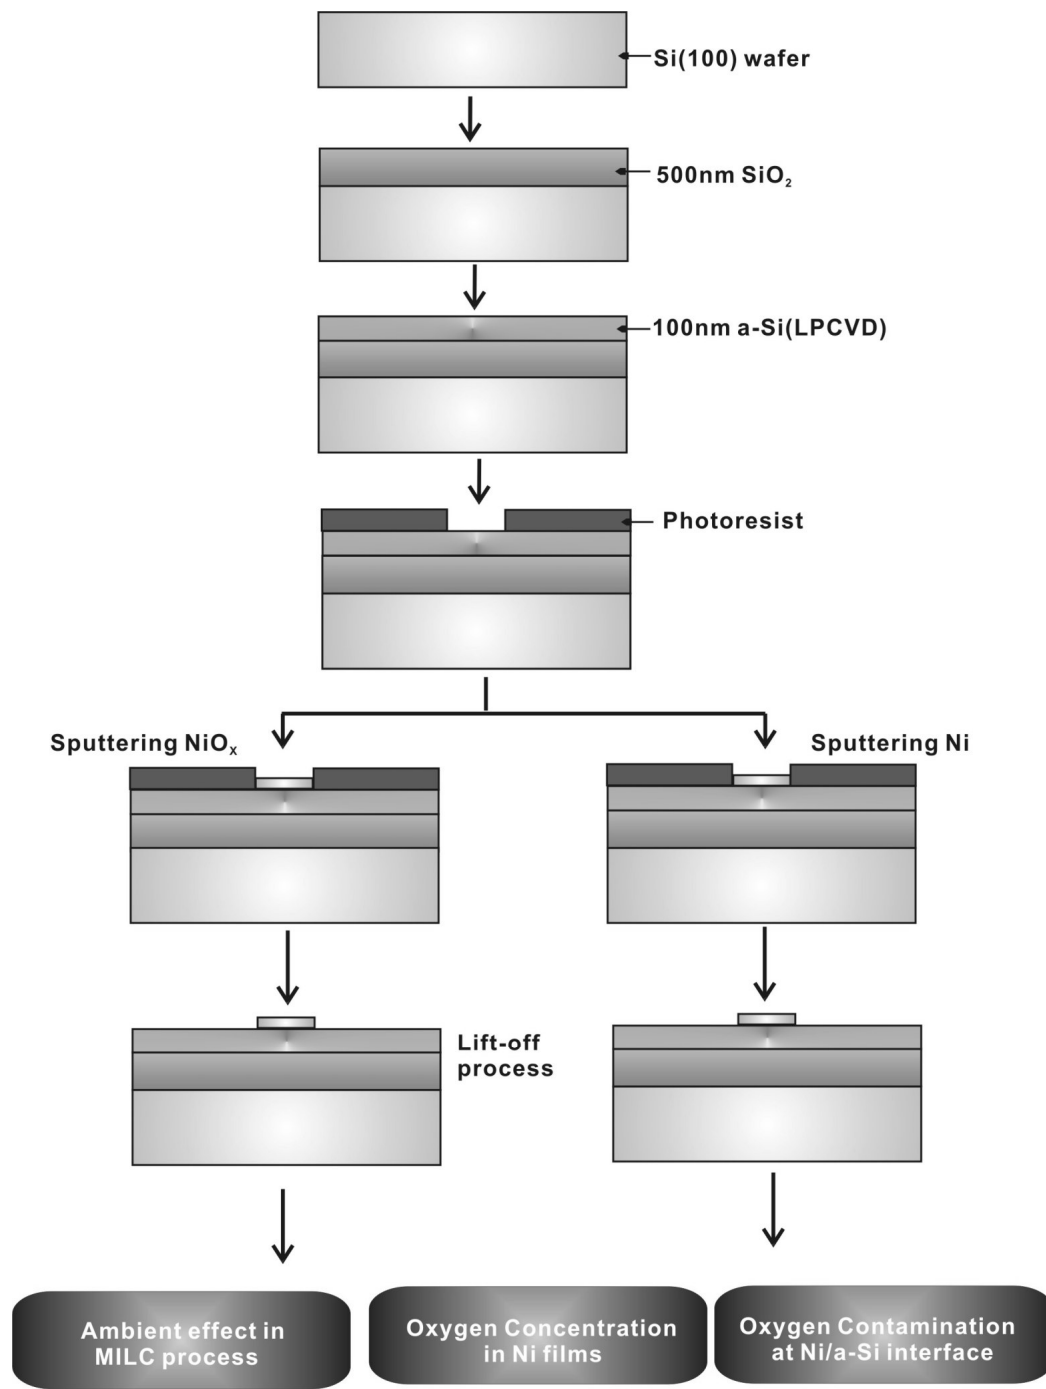 Si(100) wafer
500nm SiO₂
100nm a-Si(LPCVD)
Photoresist
Sputtering NiOₓ
Sputtering Ni
Lift-off
process
Ambient effect in
MILC process
Oxygen Concentration
in Ni films
Oxygen Contamination
at Ni/a-Si interface